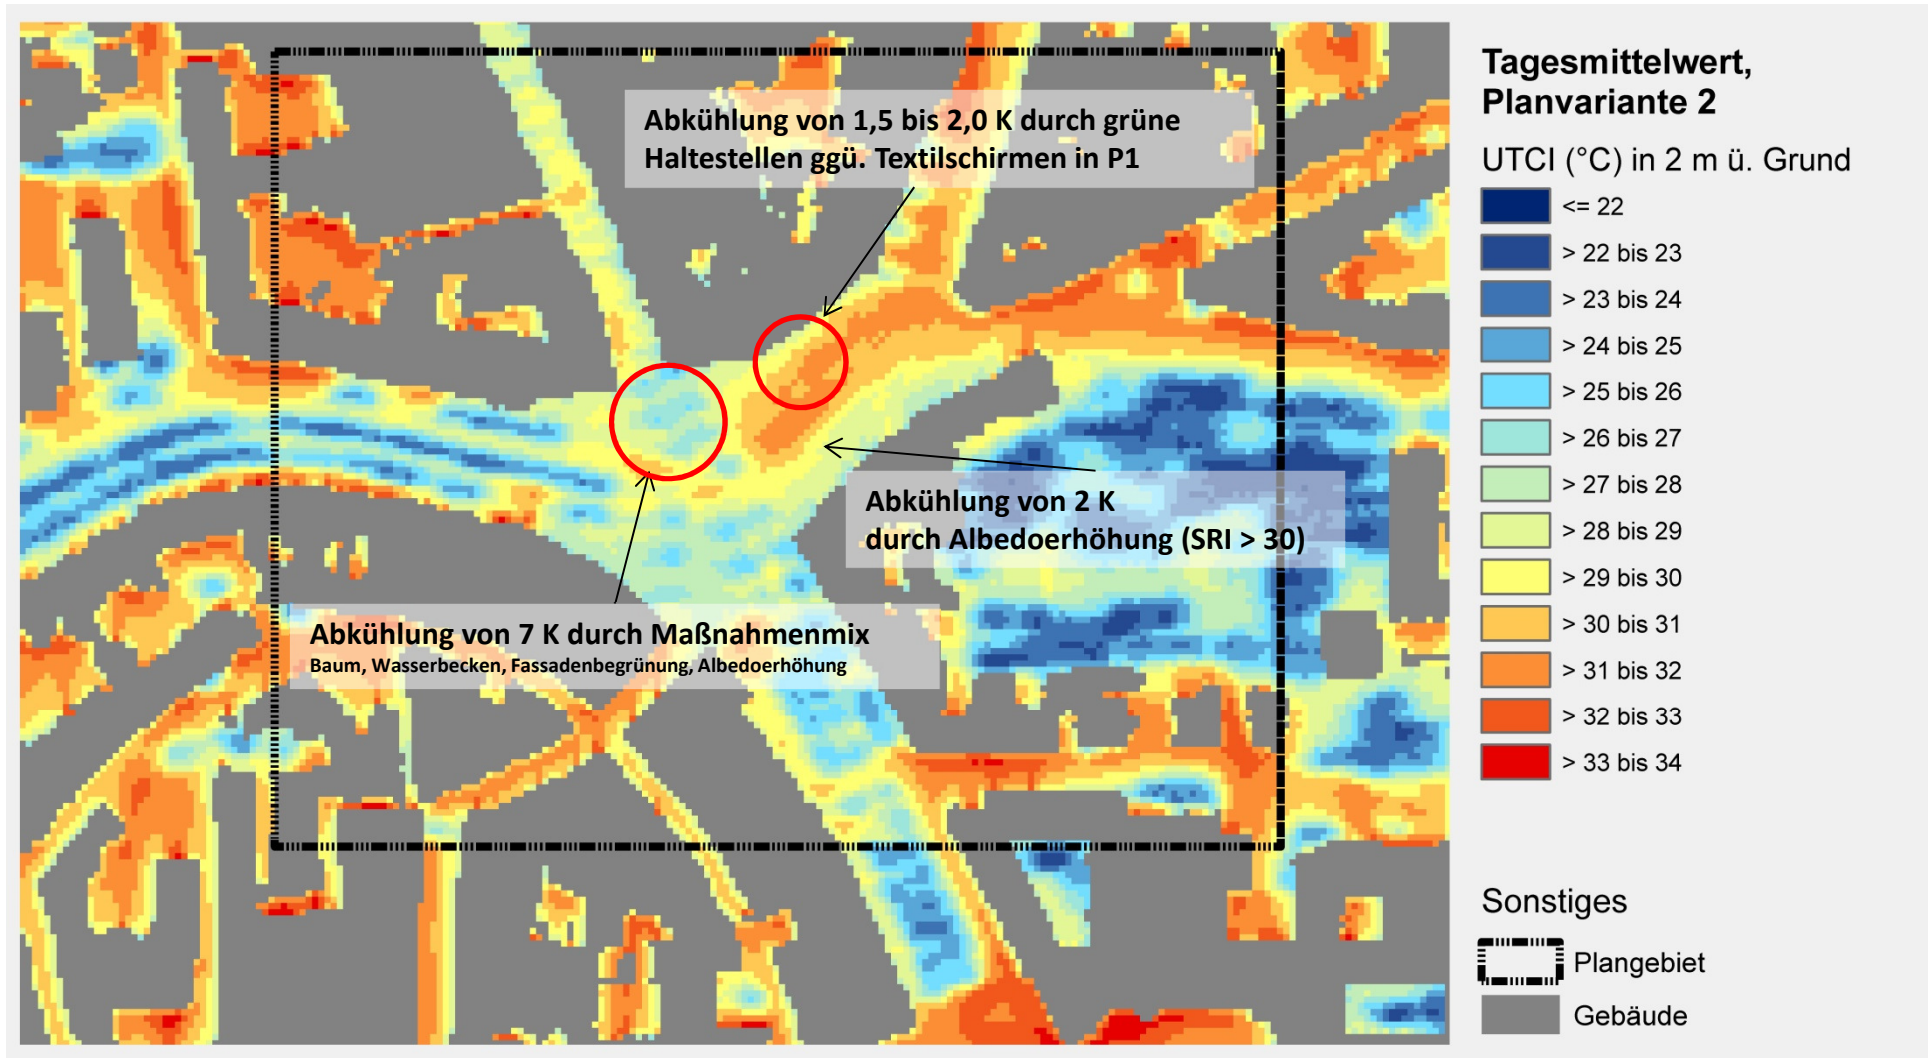 Abkühlung von 1,5 bis 2,0 K durch grüne
Haltestellen ggü. Textilschirmen in P1
Abkühlung von 2 K
durch Albedoerhöhung (SRI > 30)
Abkühlung von 7 K durch Maßnahmenmix
Baum, Wasserbecken, Fassadenbegrünung, Albedoerhöhung
Tagesmittelwert,
Planvariante 2
UTCI (°C) in 2 m ü. Grund
<= 22
> 22 bis 23
> 23 bis 24
> 24 bis 25
> 25 bis 26
> 26 bis 27
> 27 bis 28
> 28 bis 29
> 29 bis 30
> 30 bis 31
> 31 bis 32
> 32 bis 33
> 33 bis 34
Sonstiges
Plangebiet
Gebäude